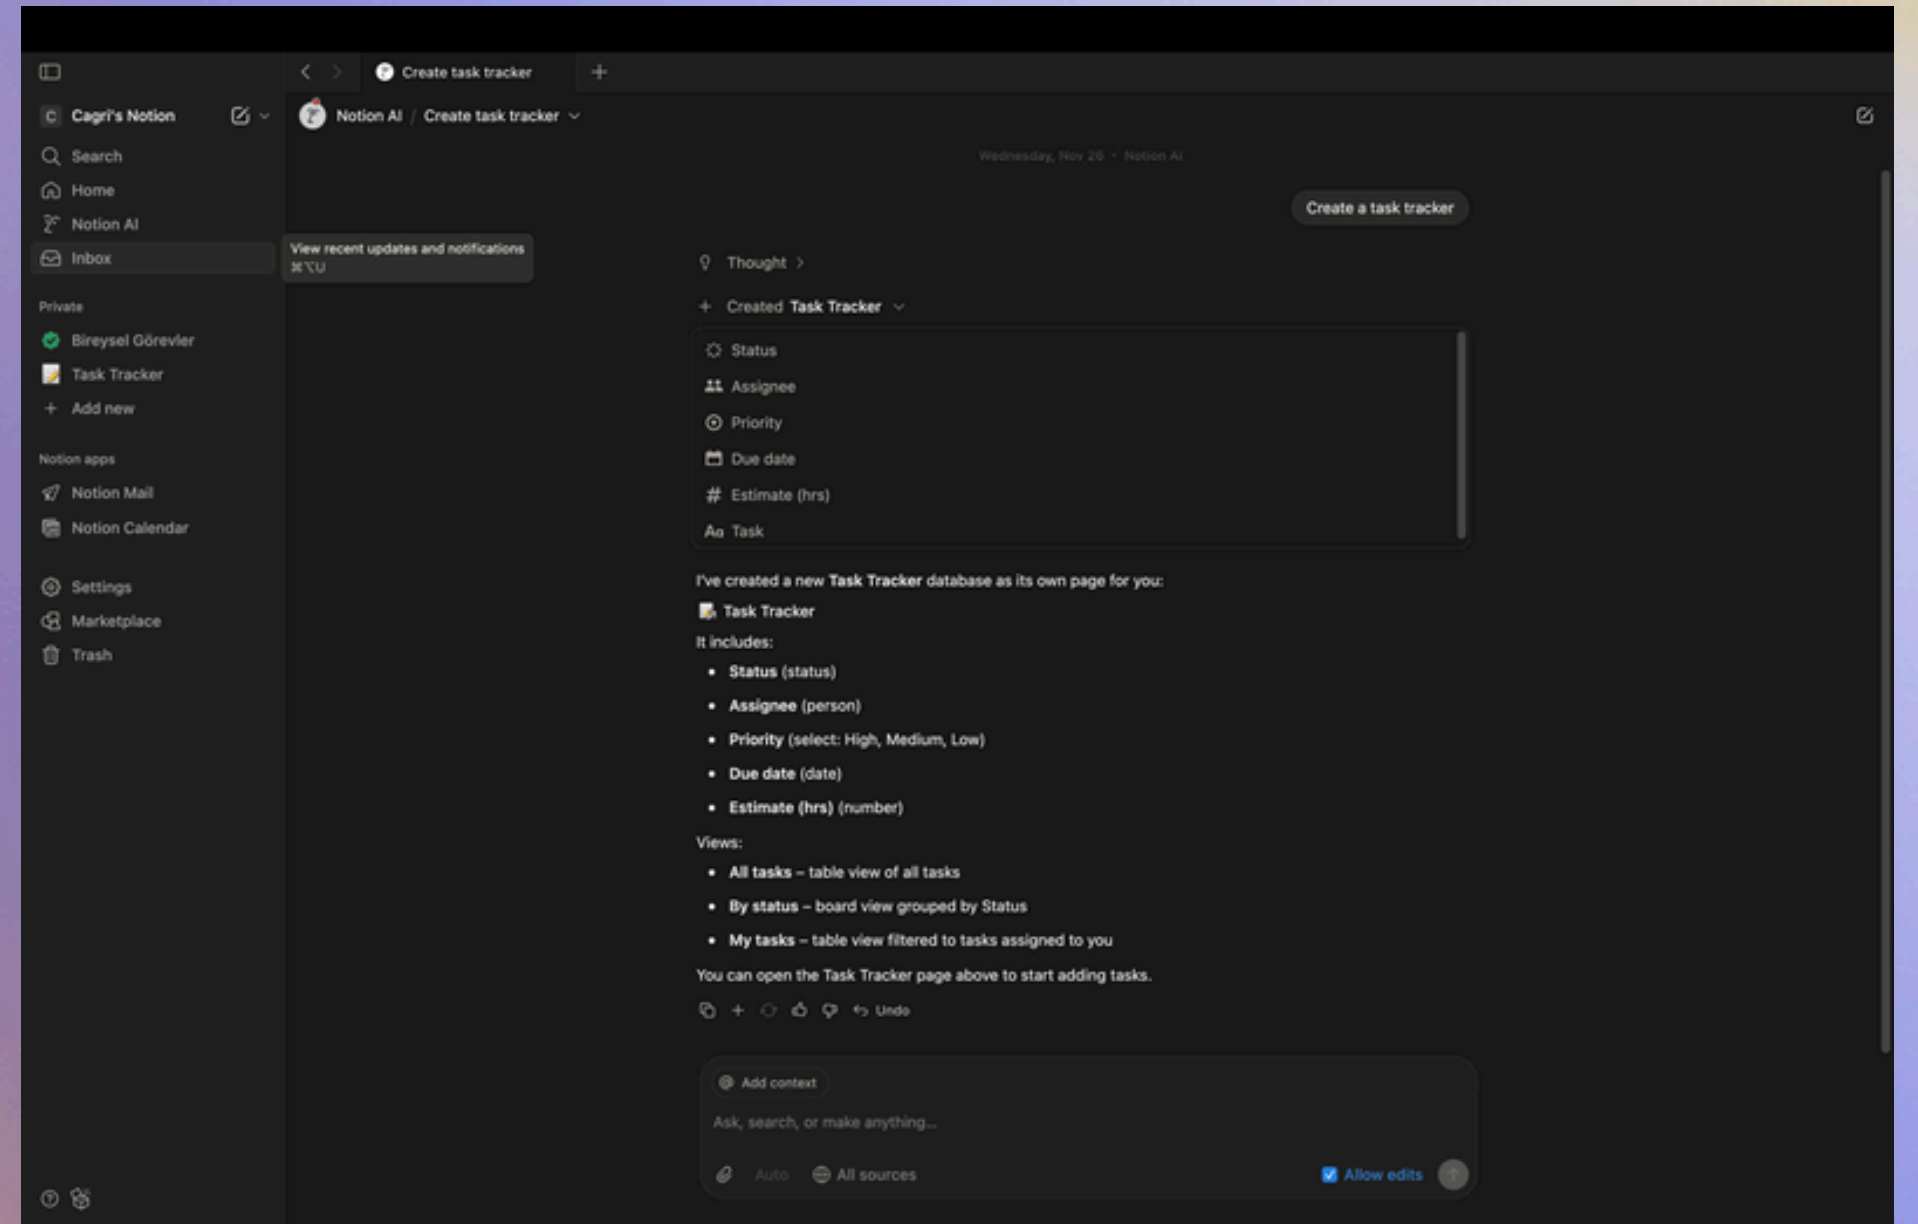 Create task tracker
Cagri's Notion
Notion AI / Create task tracker
Search
Home
Notion AI
Inbox
View recent updates and notifications
⌘⌥U
Private
Bireysel Görevler
Task Tracker
Add new
Notion apps
Notion Mail
Notion Calendar
Settings
Marketplace
Trash
Wednesday, Nov 26 • Notion AI
Create a task tracker
Thought
Created Task Tracker
Status
Assignee
Priority
Due date
# Estimate (hrs)
Aa Task
I've created a new Task Tracker database as its own page for you:
Task Tracker
It includes:
• Status (status)
• Assignee (person)
• Priority (select: High, Medium, Low)
• Due date (date)
• Estimate (hrs) (number)
Views:
• All tasks – table view of all tasks
• By status – board view grouped by Status
• My tasks – table view filtered to tasks assigned to you
You can open the Task Tracker page above to start adding tasks.
Undo
@ Add context
Ask, search, or make anything...
Auto
All sources
Allow edits